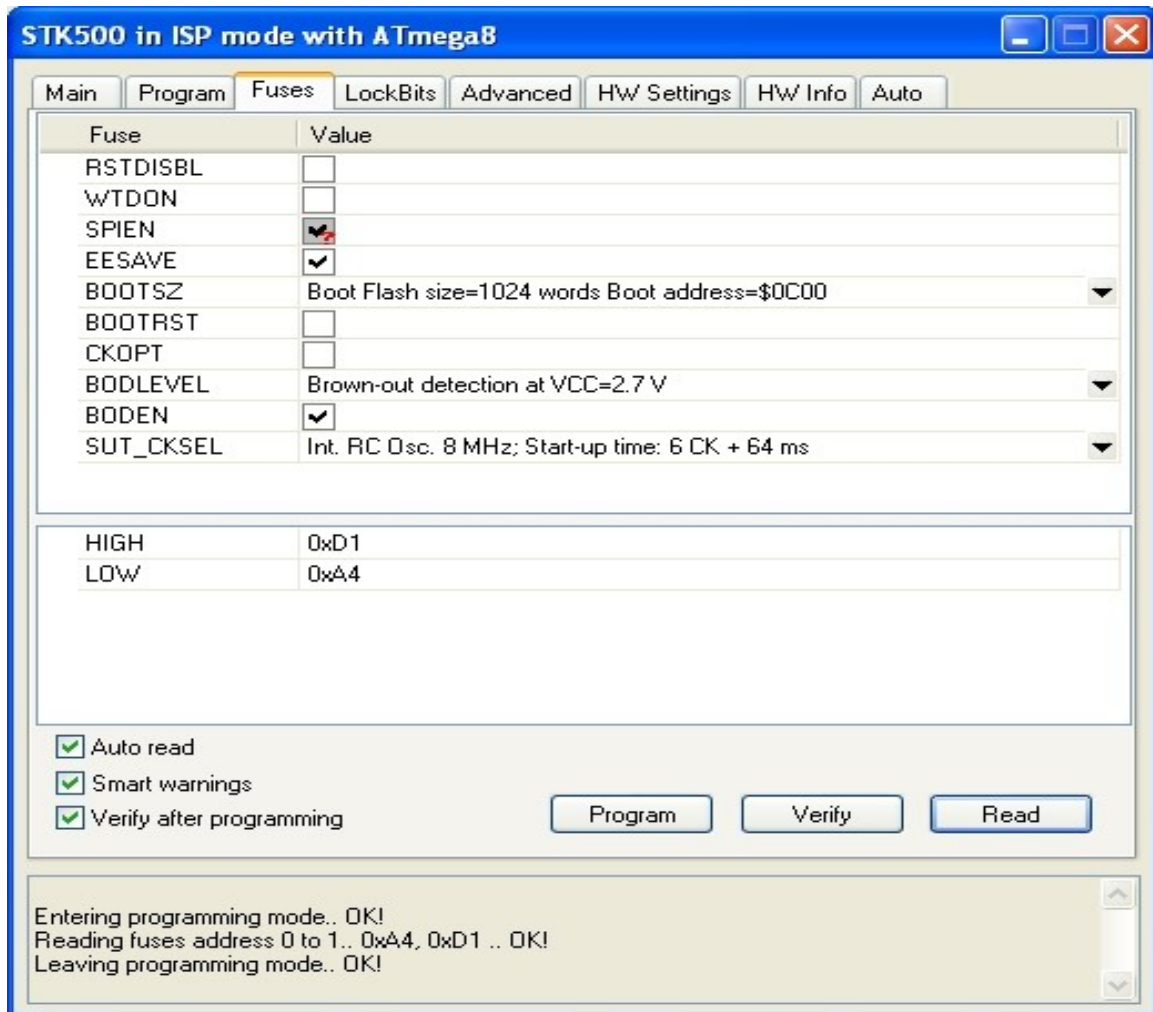 STK500 in ISP mode with ATmega8
Main Program Fuses LockBits Advanced HW Settings HW Info Auto
Fuse Value
RSTDISBL
WTDON
SPIEN
EESAVE
BOOTSZ Boot Flash size=1024 words Boot address=$0C00
BOOTRST
CKOPT
BODLEVEL Brown-out detection at VCC=2.7 V
BODEN
SUT_CKSEL Int. RC Osc. 8 MHz; Start-up time: 6 CK + 64 ms
HIGH 0xD1
LOW 0xA4
Auto read
Smart warnings
Verify after programming
Program Verify Read
Entering programming mode.. OK!
Reading fuses address 0 to 1.. 0xA4, 0xD1 .. OK!
Leaving programming mode.. OK!